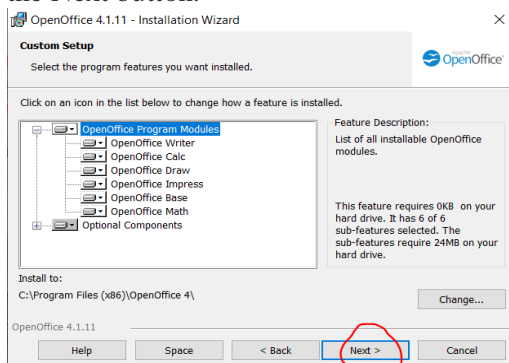 the Next button.
OpenOffice 4.1.11 - Installation Wizard
Custom Setup
Select the program features you want installed.
Apache
OpenOffice
Click on an icon in the list below to change how a feature is installed.
OpenOffice Program Modules
OpenOffice Writer
OpenOffice Calc
OpenOffice Draw
OpenOffice Impress
OpenOffice Base
OpenOffice Math
Optional Components
Feature Description:
List of all installable OpenOffice
modules.
This feature requires 0KB on your
hard drive. It has 6 of 6
sub-features selected. The
sub-features require 24MB on your
hard drive.
Install to:
C:\Program Files (x86)\OpenOffice 4\
Change...
OpenOffice 4.1.11
Help
Space
< Back
Next >
Cancel